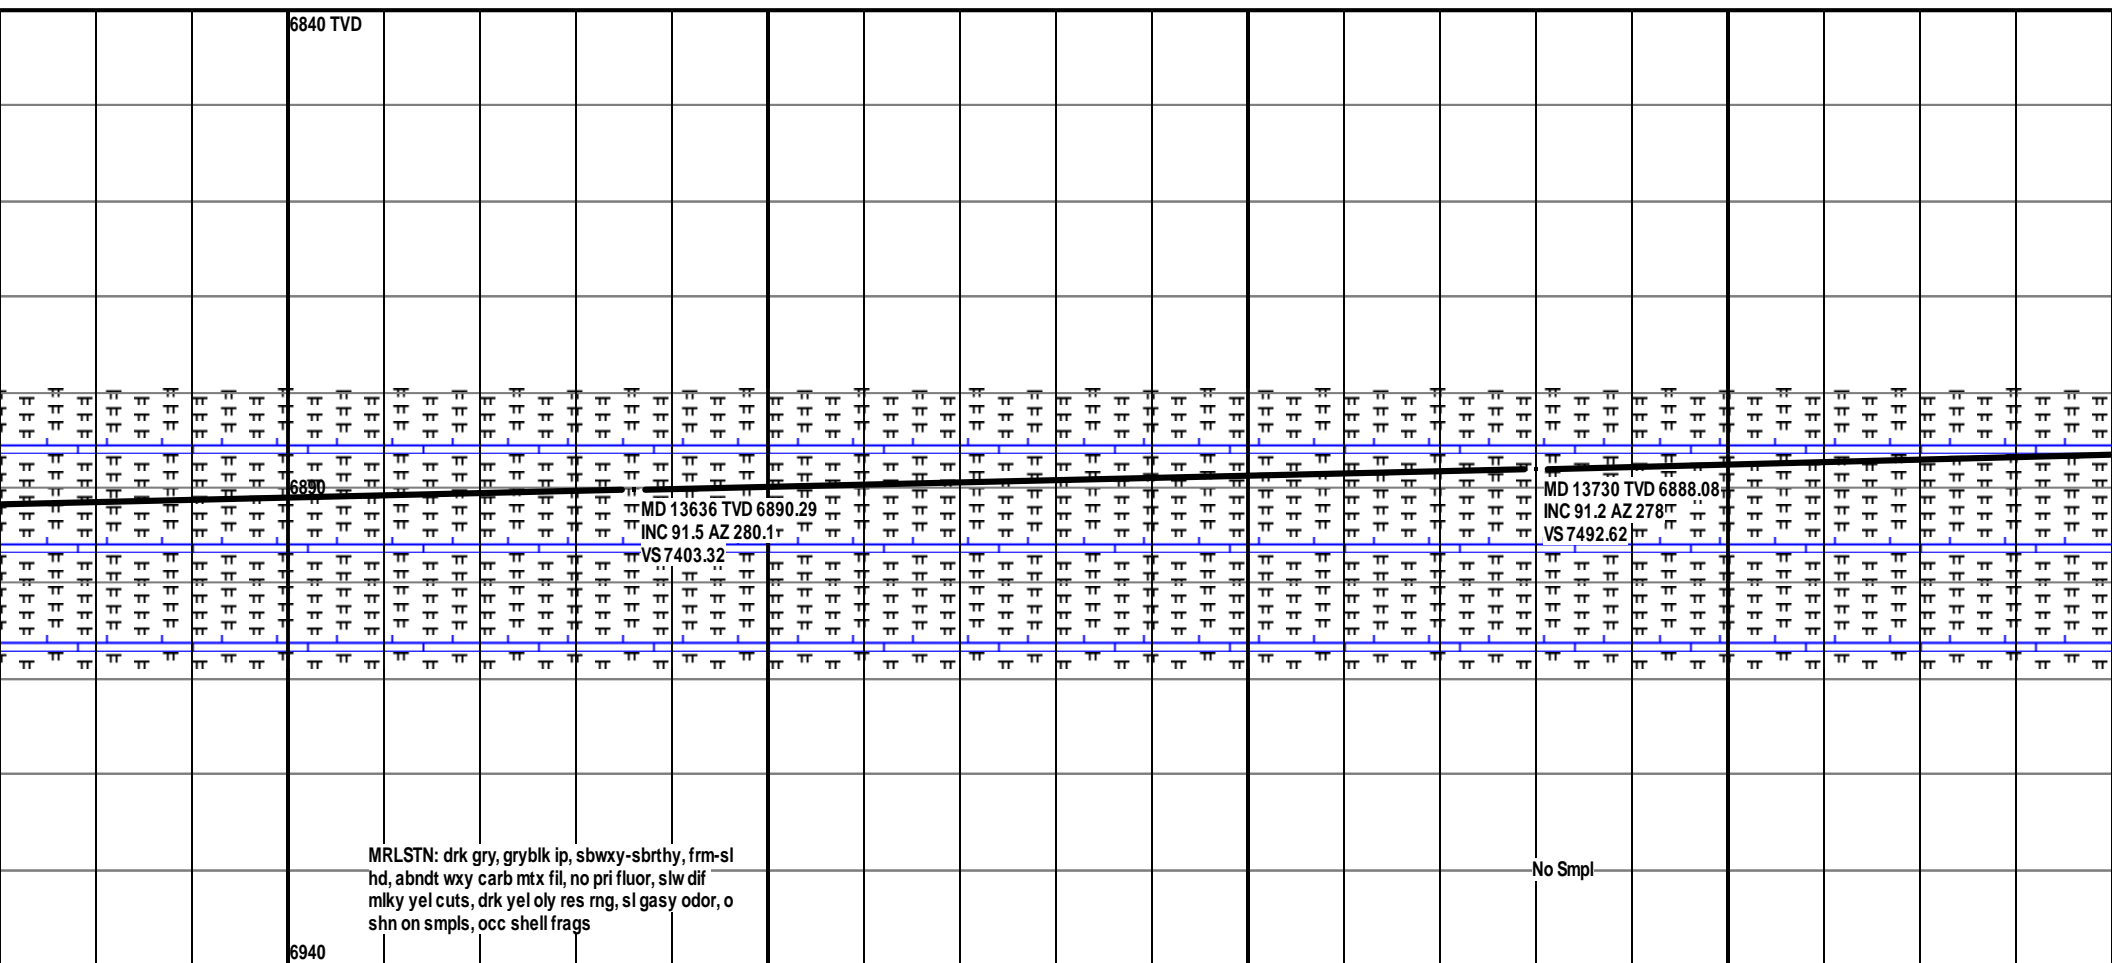 6840 TVD
6890
MD 13636 TVD 6890.29
INC 91.5 AZ 280.1
VS 7403.32
MD 13730 TVD 6888.08
INC 91.2 AZ 278
VS 7492.62
MRLSTN: drk gry, gryblk ip, sbwxy-sbrthy, frm-sl
hd, abndt wxy carb mtx fil, no pri fluor, slw dif
mlky yel cuts, drk yel oly res rng, sl gasy odor, o
shn on smpls, occ shell frags
No Smpl
6940